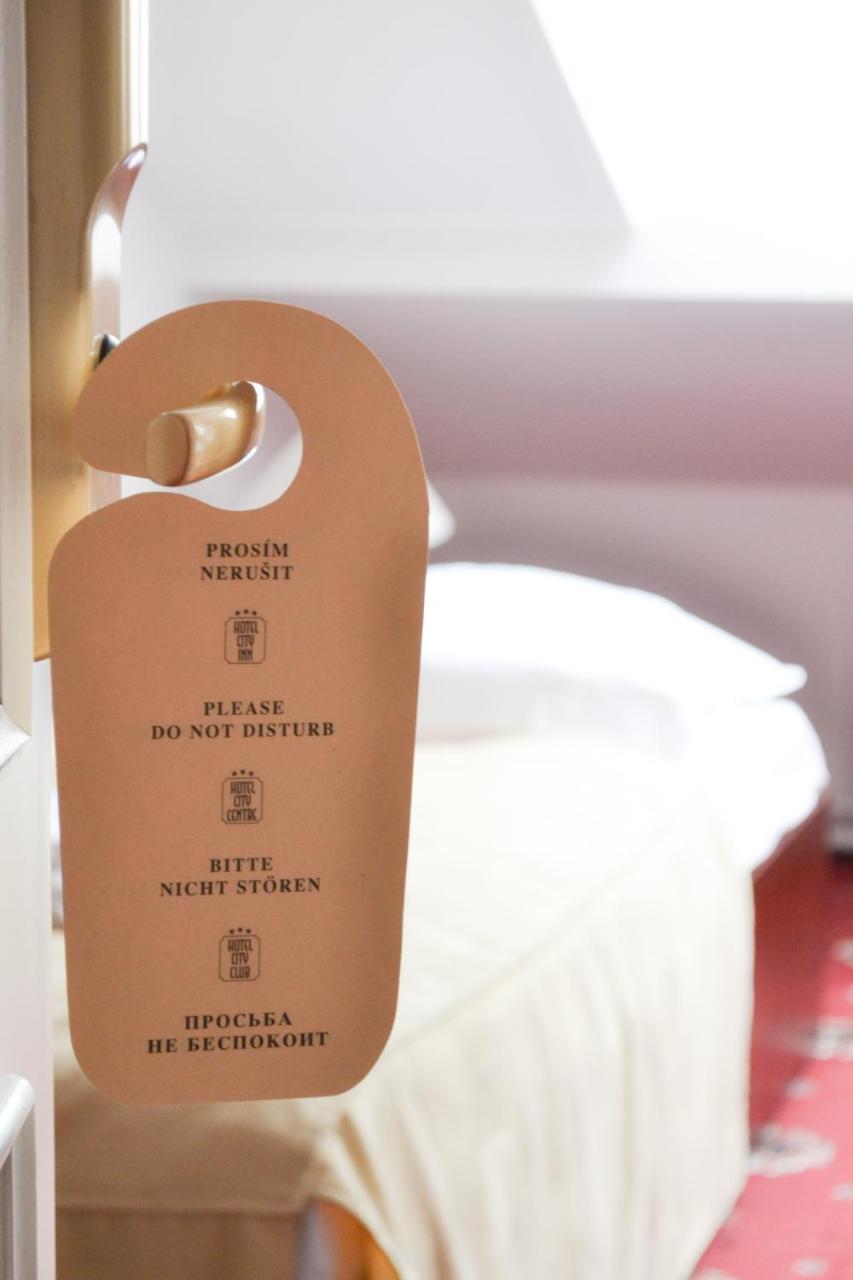 PROSÍM
NERUŠIT
HOTEL
CITY
INN
PLEASE
DO NOT DISTURB
HOTEL
CITY
CENTRE
BITTE
NICHT STÖREN
HOTEL
CITY
CLUB
ПРОСЬБА
НЕ БЕСПОКОИТ